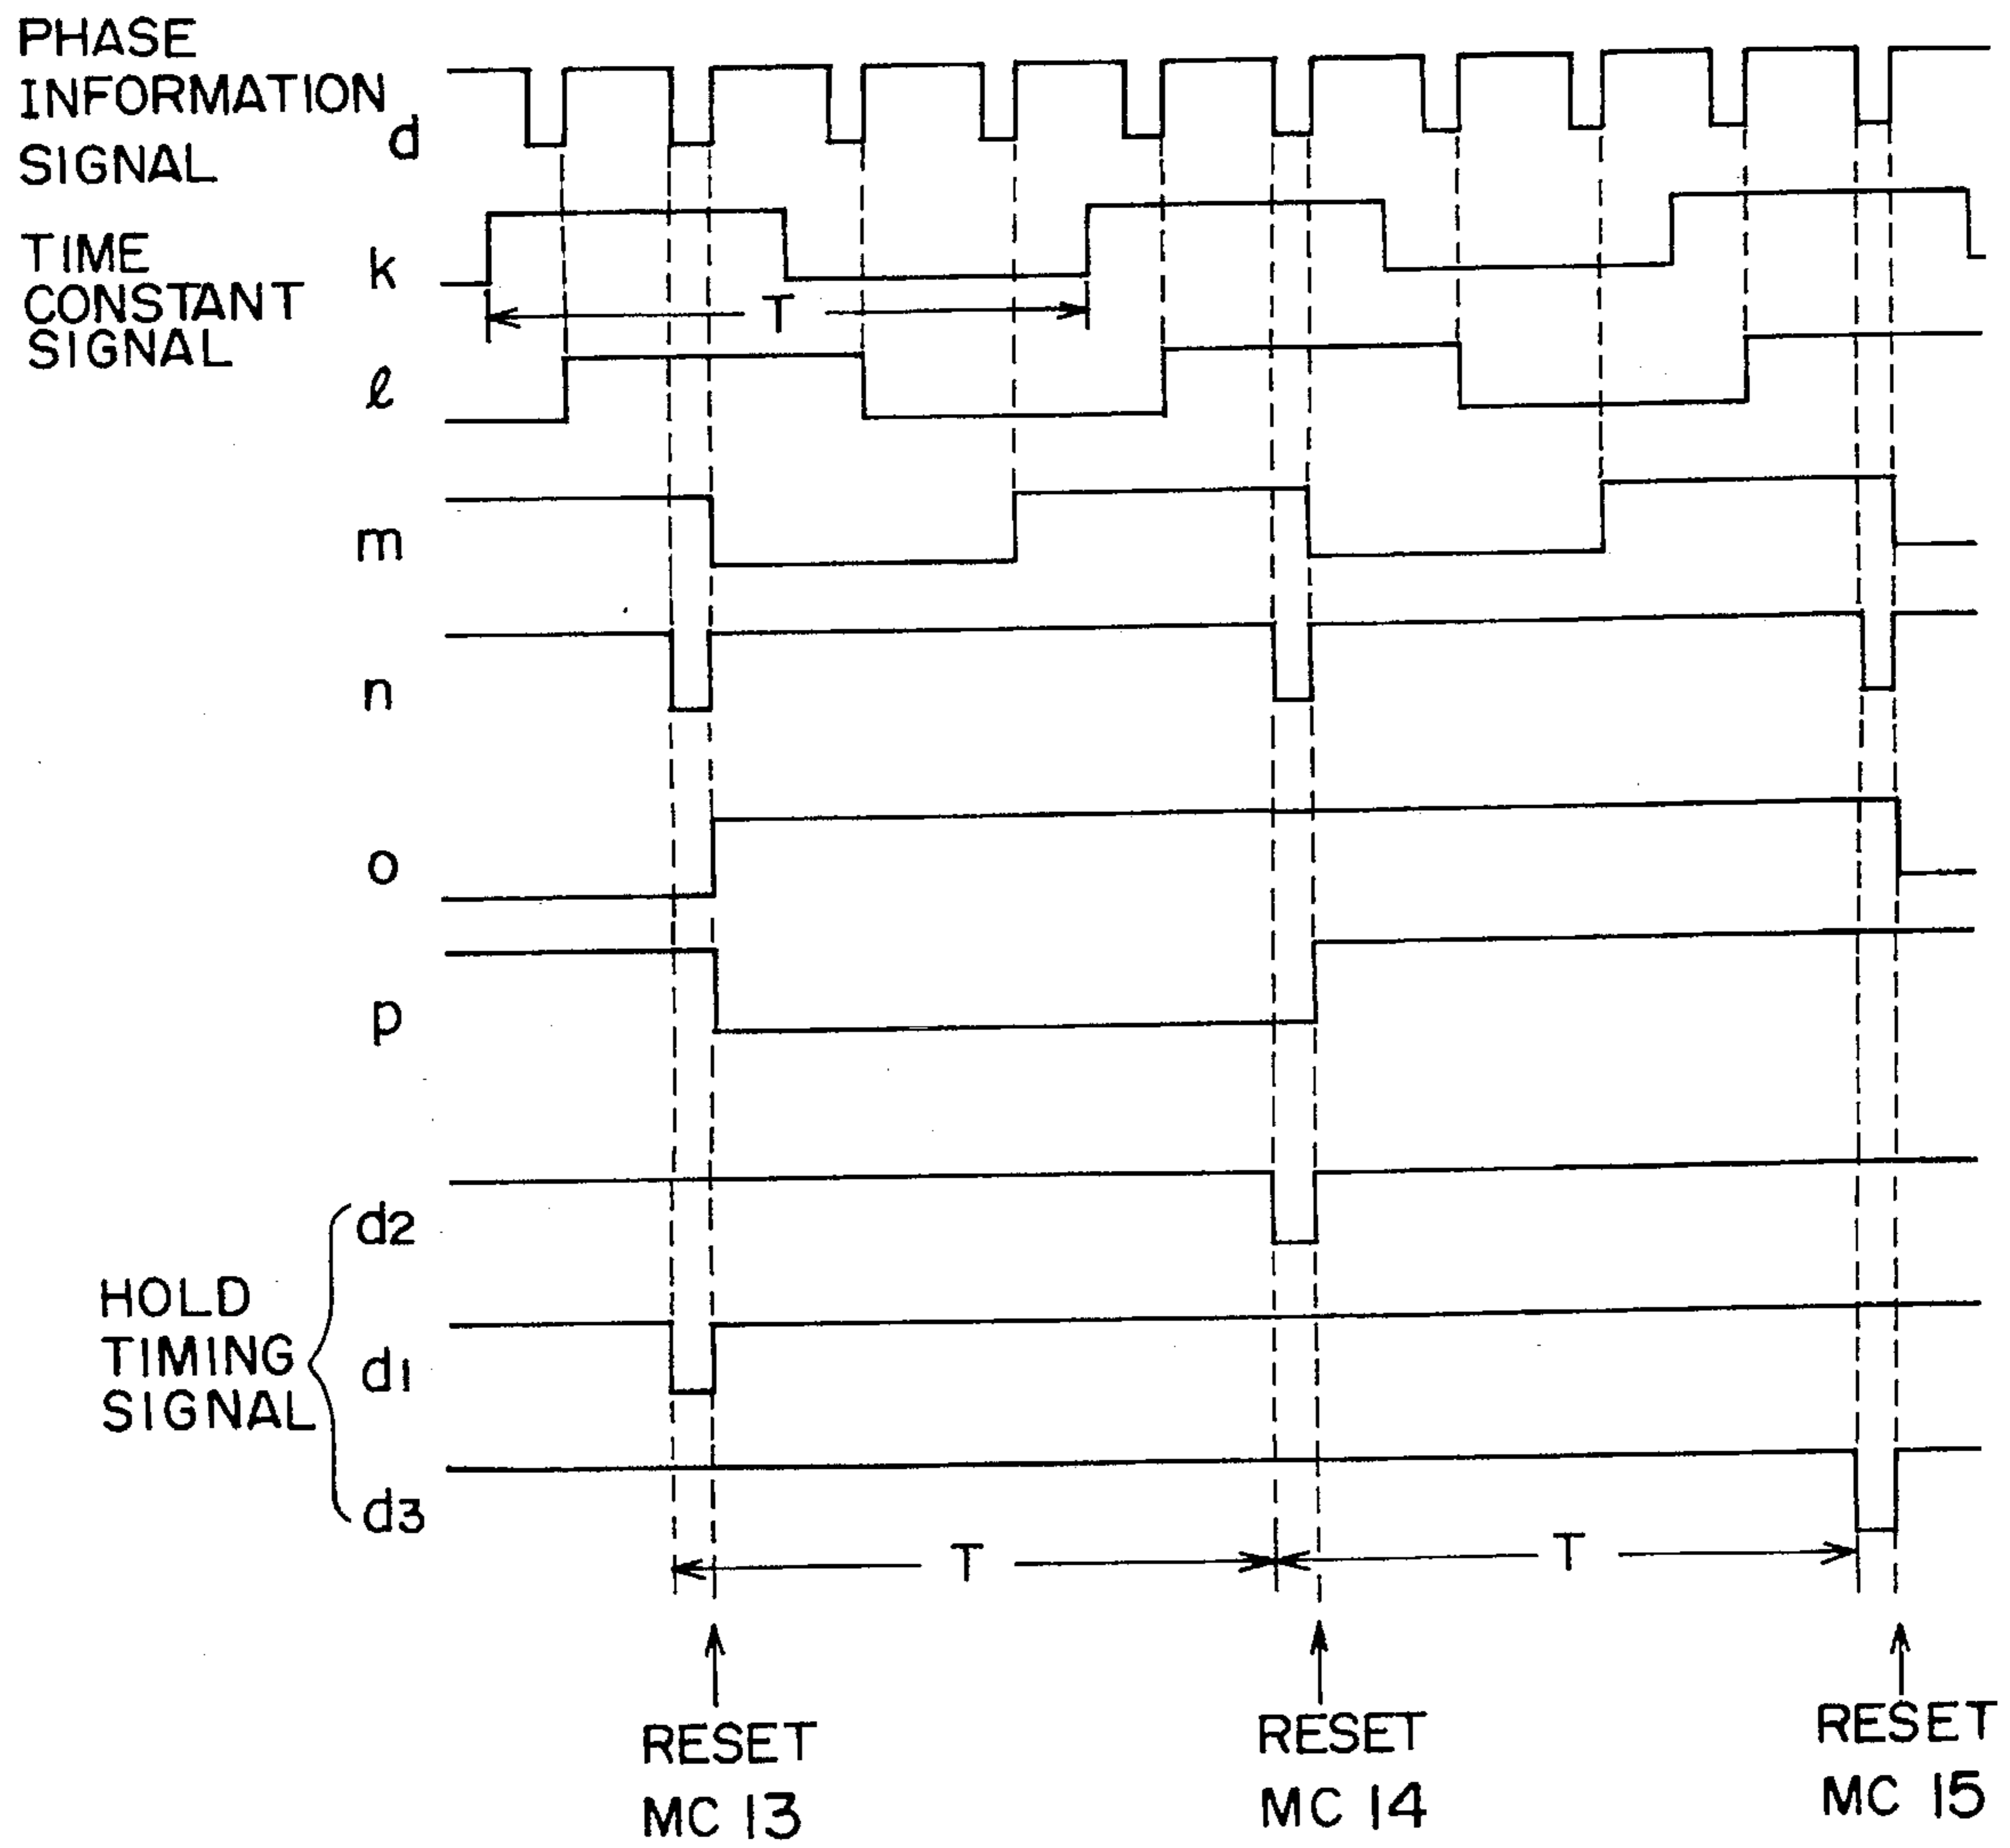 PHASE
INFORMATION
SIGNAL
d
TIME
CONSTANT
SIGNAL
k
T
ℓ
m
n
o
p
HOLD
TIMING
SIGNAL
d2
d1
d3
T
T
RESET
MC 13
RESET
MC 14
RESET
MC 15